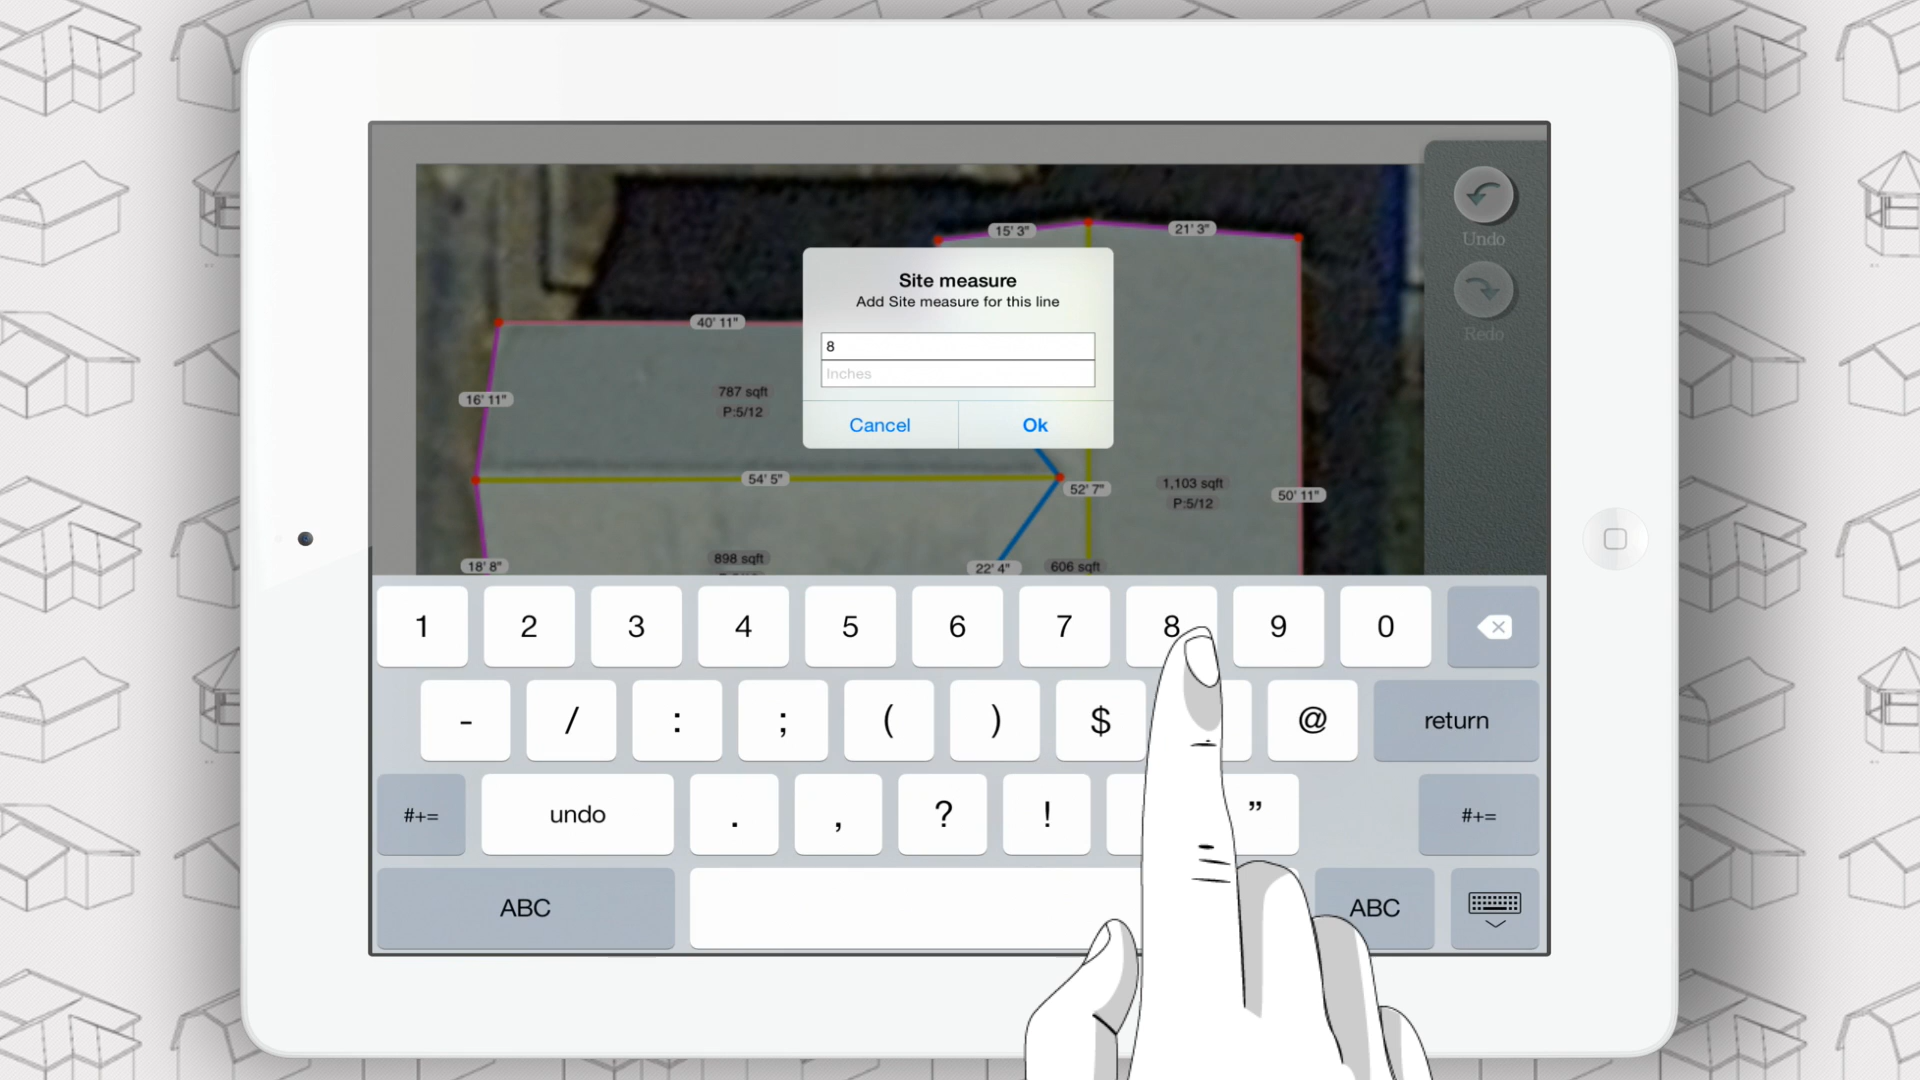 15' 3"
21' 3"
Undo
Site measure
Add Site measure for this line
40' 11"
Redo
8
Inches
16' 11"
787 sqft
P:5/12
Cancel
Ok
54' 5"
52' 7"
1,103 sqft
P:5/12
50' 11"
18' 8"
898 sqft
22' 4"
606 sqft
1 2 3 4 5 6 7 8 9 0
- / : ; ( ) $ @ return
#+= undo . , ? ! " #+=
ABC ABC